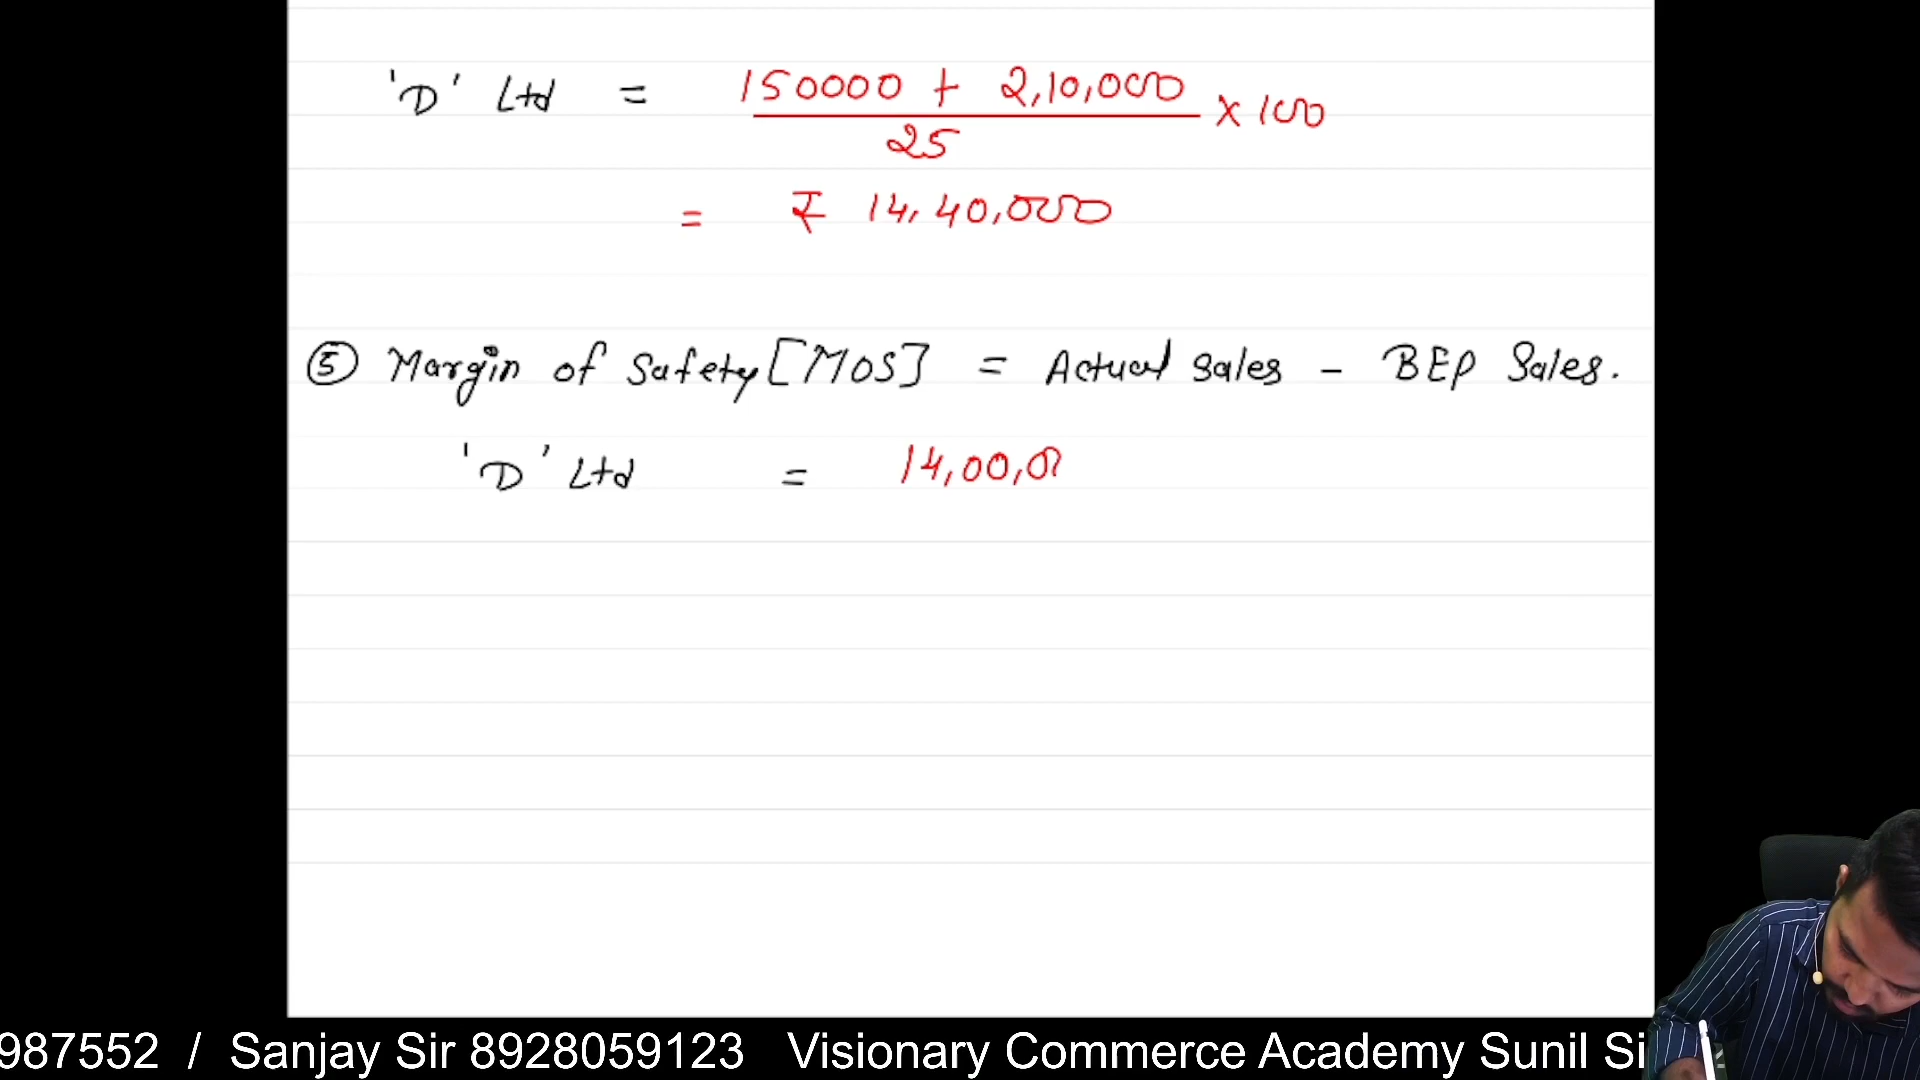 'D' Ltd = 150000 + 2,10,000 / 25 × 100
= ₹ 14,40,000
⑤ Margin of Safety [MOS] = Actual sales - BEP Sales.
'D' Ltd = 14,00,0
987552 / Sanjay Sir 8928059123 Visionary Commerce Academy Sunil Si